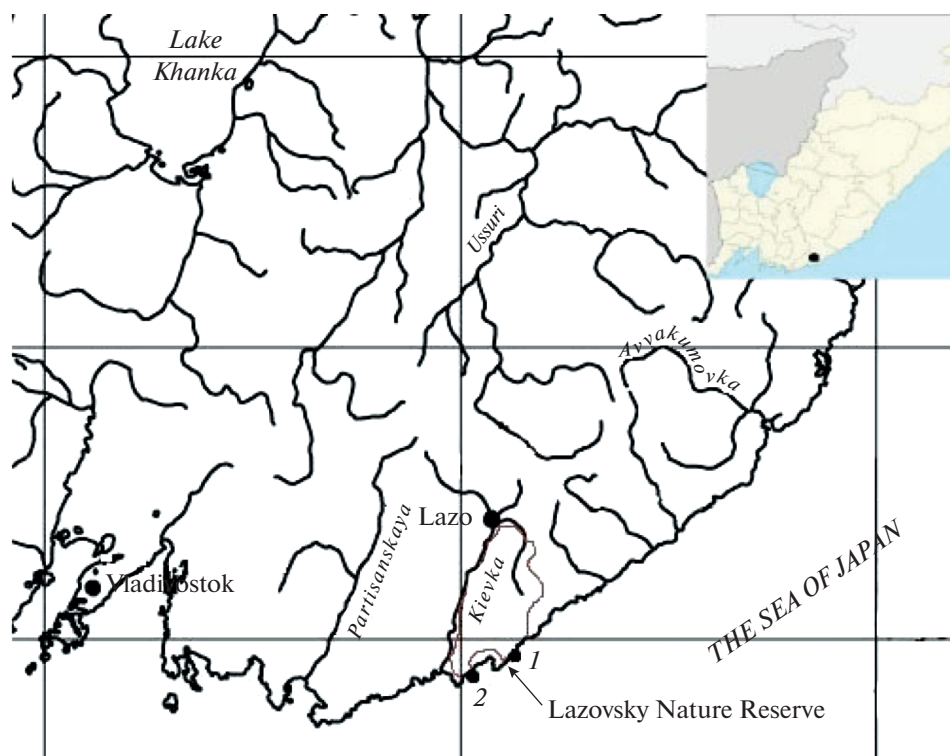 Lake
Khanka
Ussuri
Avvakumovka
Lazo
Partisanskaya
Kievka
Vladivostok
THE SEA OF JAPAN
1
2
Lazovsky Nature Reserve